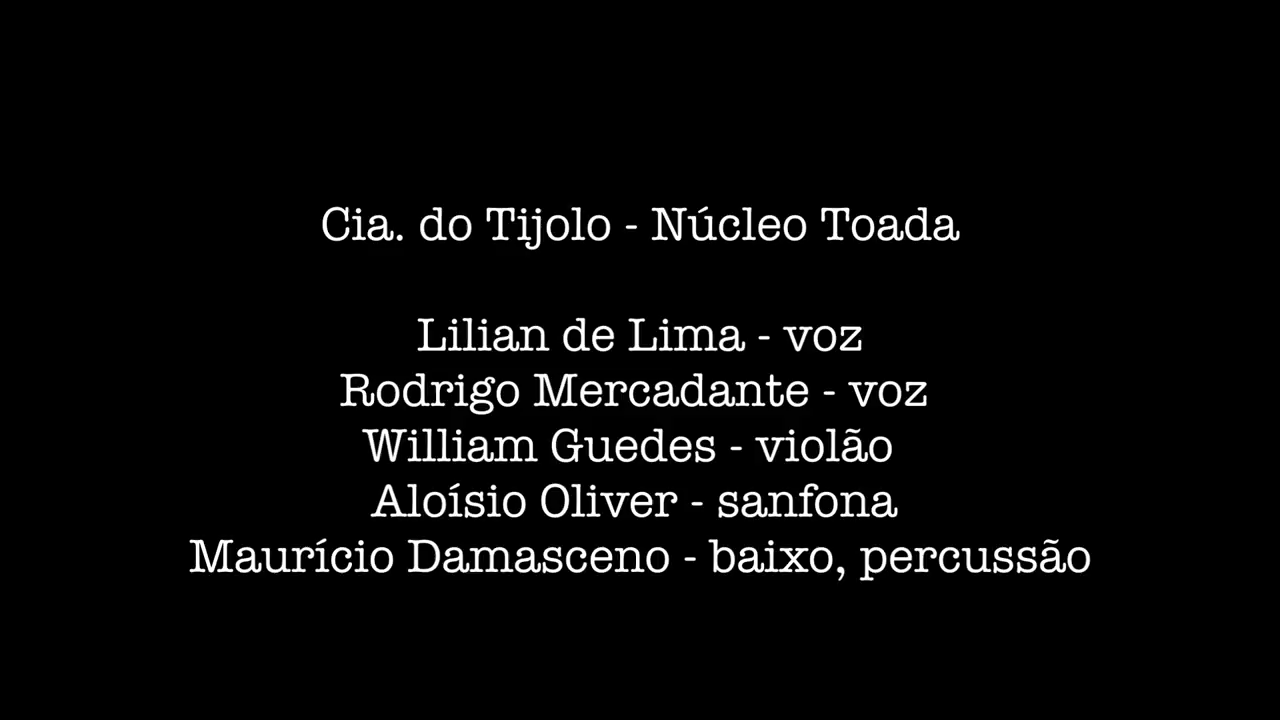 Cia. do Tijolo - Núcleo Toada
Lilian de Lima - voz
Rodrigo Mercadante - voz
William Guedes - violão
Aloísio Oliver - sanfona
Maurício Damasceno - baixo, percussão